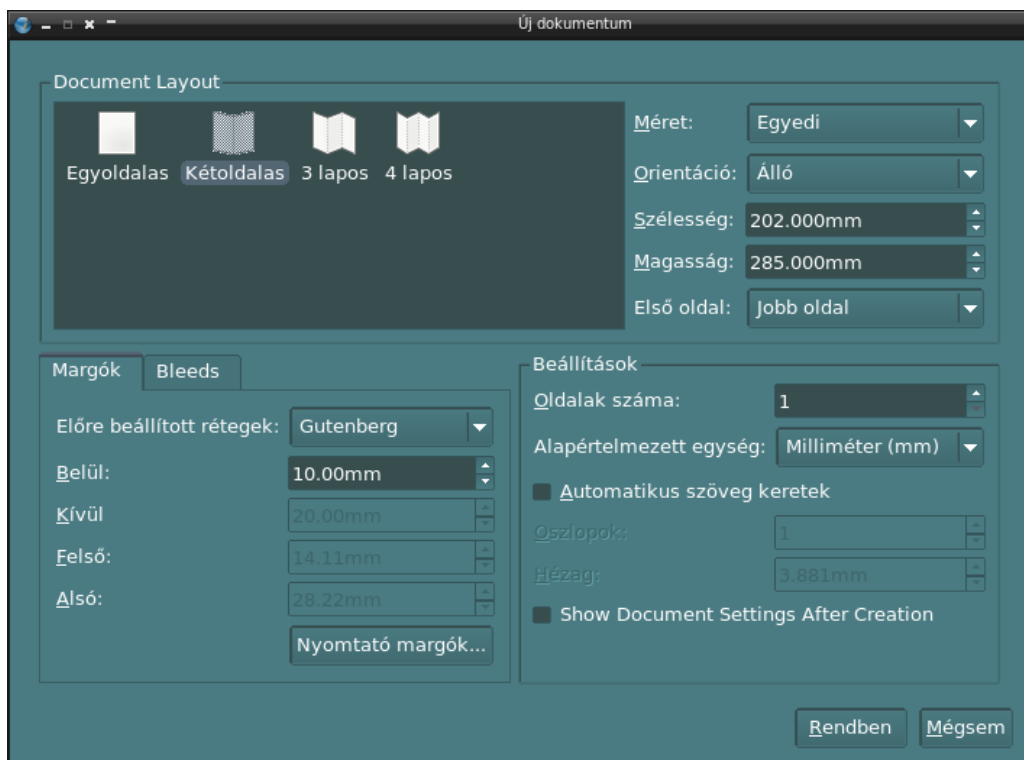 Új dokumentum
Document Layout
Egyoldalas Kétoldalas 3 lapos 4 lapos
Méret: Egyedi
Orientáció: Álló
Szélesség: 202.000mm
Magasság: 285.000mm
Első oldal: Jobb oldal
Margók Bleeds
Előre beállított rétegek: Gutenberg
Belül: 10.00mm
Kívül 20.00mm
Felső: 14.11mm
Alsó: 28.22mm
Nyomtató margók...
Beállítások
Oldalak száma: 1
Alapértelmezett egység: Milliméter (mm)
Automatikus szöveg keretek
Oszlopok: 1
Hézag: 3.881mm
Show Document Settings After Creation
Rendben Mégsem